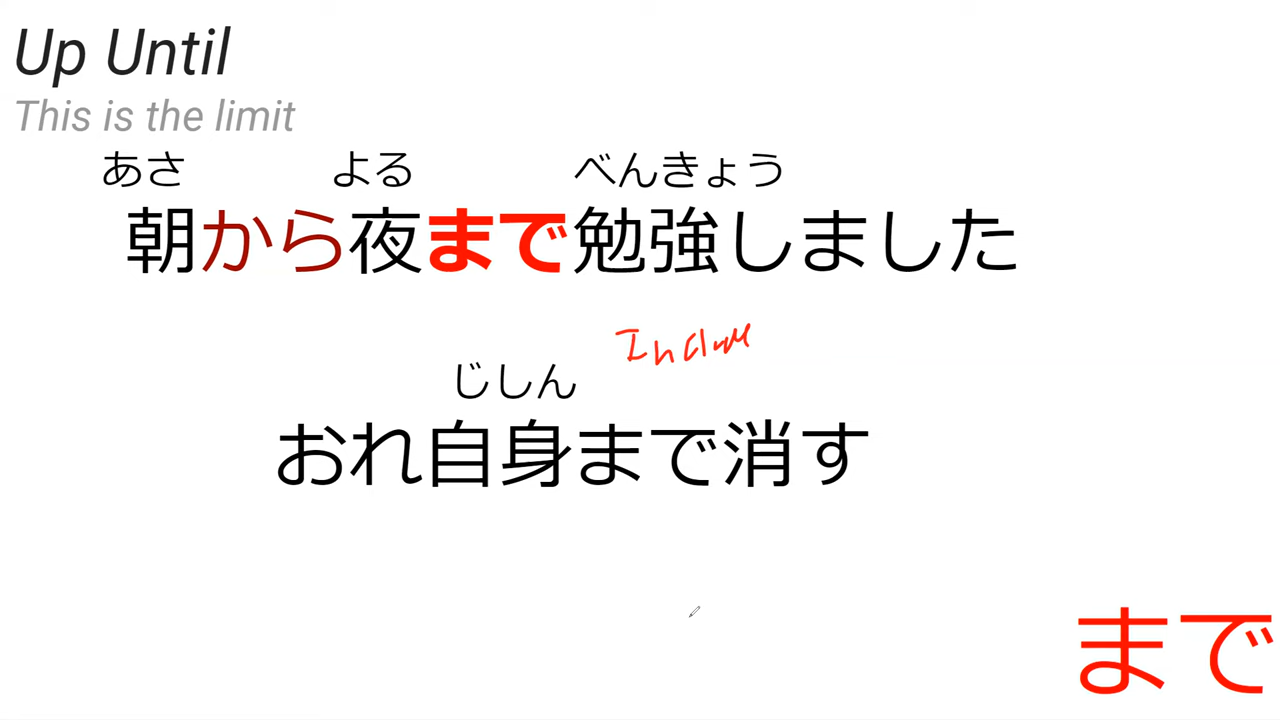 Up Until
This is the limit
あさ よる べんきょう
朝から夜まで勉強しました
じしん
おれ自身まで消す
まで